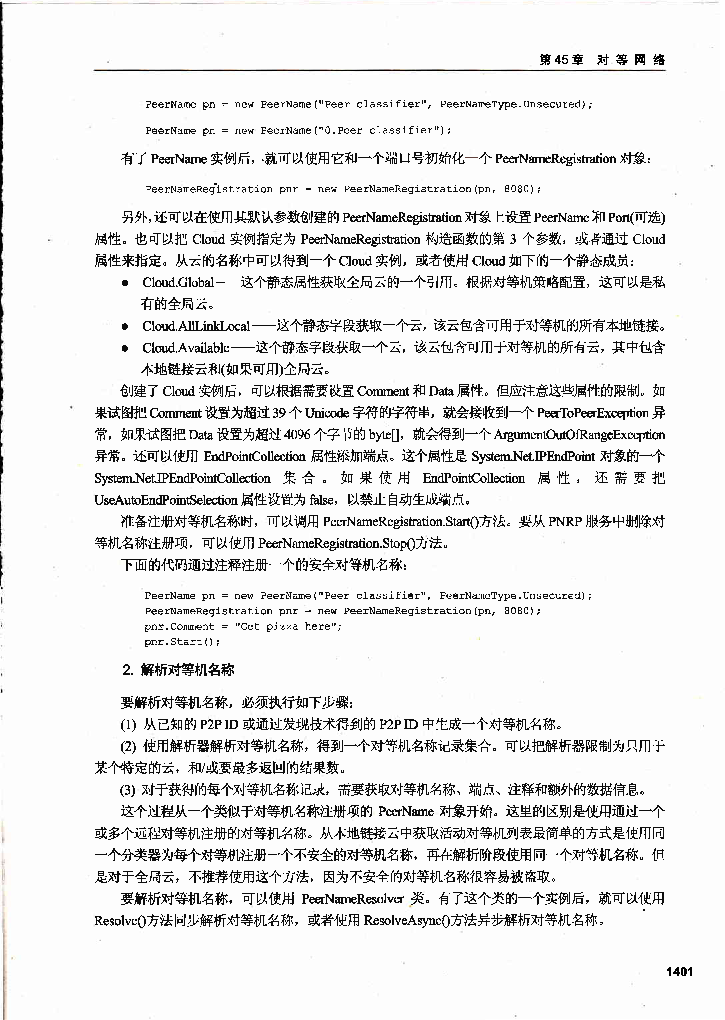 第45章 对等网络
PeerName pn = new PeerName("Peer classifier", PeerNameType.Unsecured);
PeerName pn = new PeerName("0.Peer classifier");
有了 PeerName 实例后，就可以使用它和一个端口号初始化一个 PeerNameRegistration 对象：
PeerNameRegistration pnr = new PeerNameRegistration(pn, 8080);
另外，还可以在使用其默认参数创建的 PeerNameRegistration 对象上设置 PeerName 和 Port(可选)
属性。也可以把 Cloud 实例指定为 PeerNameRegistration 构造函数的第 3 个参数，或者通过 Cloud
属性来指定。从云的名称中可以得到一个 Cloud 实例，或者使用 Cloud 如下的一个静态成员：
● Cloud.Global—— 这个静态属性获取全局云的一个引用。根据对等机策略配置，这可以是私
有的全局云。
● Cloud.AllLinkLocal——这个静态字段获取一个云，该云包含可用于对等机的所有本地链接。
● Cloud.Available——这个静态字段获取一个云，该云包含可用于对等机的所有云，其中包含
本地链接云和(如果可用)全局云。
创建了 Cloud 实例后，可以根据需要设置 Comment 和 Data 属性。但应注意这些属性的限制。如
果试图把 Comment 设置为超过 39 个 Unicode 字符的字符串，就会接收到一个 PeerToPeerException 异
常，如果试图把 Data 设置为超过 4096 个字节的 byte[]，就会得到一个 ArgumentOutOfRangeException
异常。还可以使用 EndPointCollection 属性添加端点。这个属性是 System.Net.IPEndPoint 对象的一个
System.Net.IPEndPointCollection 集合。如果使用 EndPointCollection 属性，还需要把
UseAutoEndPointSelection 属性设置为 false，以禁止自动生成端点。
准备注册对等机名称时，可以调用 PeerNameRegistration.Start()方法。要从 PNRP 服务中删除对
等机名称注册项，可以使用 PeerNameRegistration.Stop()方法。
下面的代码通过注释注册一个的安全对等机名称：
PeerName pn = new PeerName("Peer classifier", PeerNameType.Unsecured);
PeerNameRegistration pnr = new PeerNameRegistration(pn, 8080);
pnr.Comment = "Get pizza here";
pnr.Start();
2. 解析对等机名称
要解析对等机名称，必须执行如下步骤：
(1) 从已知的 P2P ID 或通过发现技术得到的 P2P ID 中生成一个对等机名称。
(2) 使用解析器解析对等机名称，得到一个对等机名称记录集合。可以把解析器限制为只用于
某个特定的云，和/或要最多返回的结果数。
(3) 对于获得的每个对等机名称记录，需要获取对等机名称、端点、注释和额外的数据信息。
这个过程从一个类似于对等机名称注册项的 PeerName 对象开始。这里的区别是使用通过一个
或多个远程对等机注册的对等机名称。从本地链接云中获取活动对等机列表最简单的方式是使用同
一个分类器为每个对等机注册一个不安全的对等机名称，再在解析阶段使用同一个对等机名称。但
是对于全局云，不推荐使用这个方法，因为不安全的对等机名称很容易被盗取。
要解析对等机名称，可以使用 PeerNameResolver 类。有了这个类的一个实例后，就可以使用
Resolve()方法同步解析对等机名称，或者使用 ResolveAsync()方法异步解析对等机名称。
1401